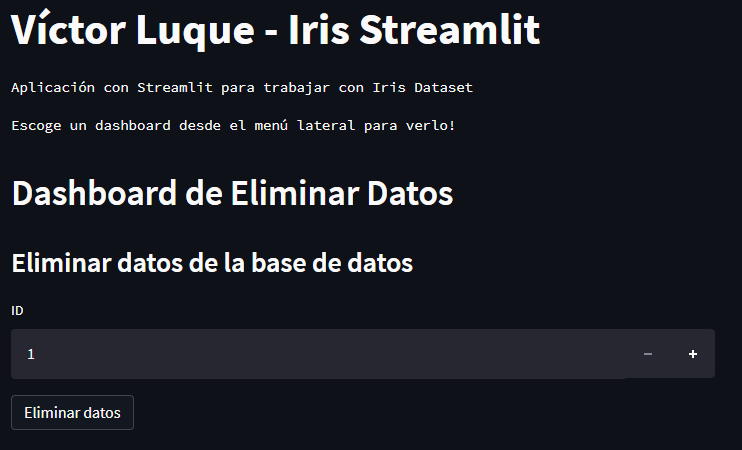 Víctor Luque - Iris Streamlit
Aplicación con Streamlit para trabajar con Iris Dataset
Escoge un dashboard desde el menú lateral para verlo!
Dashboard de Eliminar Datos
Eliminar datos de la base de datos
ID
1 − +
Eliminar datos